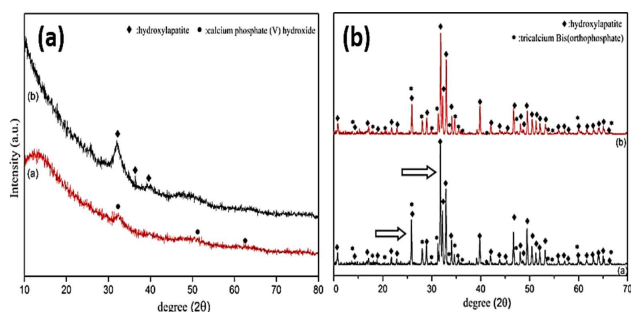 (a)
◆ :hydroxylapatite ● :calcium phosphate (V) hydroxide
(b)
(a)
Intensity (a.u.)
10 20 30 40 50 60 70 80
degree (2θ)
(b)
◆ :hydroxylapatite
● :tricalcium Bis(orthophosphate)
(b)
(a)
0 10 20 30 40 50 60 70
degree (2θ)